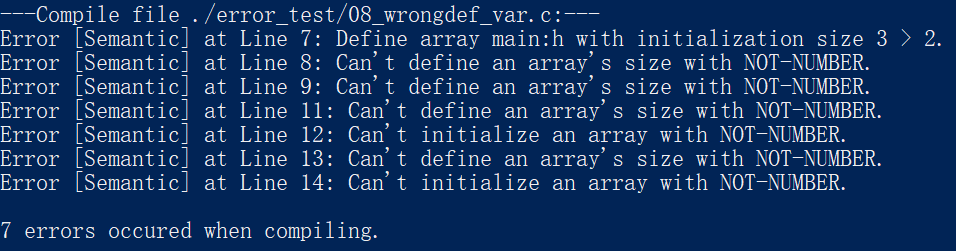 ---Compile file ./error_test/08_wrongdef_var.c:---
Error [Semantic] at Line 7: Define array main:h with initialization size 3 > 2.
Error [Semantic] at Line 8: Can't define an array's size with NOT-NUMBER.
Error [Semantic] at Line 9: Can't define an array's size with NOT-NUMBER.
Error [Semantic] at Line 11: Can't define an array's size with NOT-NUMBER.
Error [Semantic] at Line 12: Can't initialize an array with NOT-NUMBER.
Error [Semantic] at Line 13: Can't define an array's size with NOT-NUMBER.
Error [Semantic] at Line 14: Can't initialize an array with NOT-NUMBER.
7 errors occured when compiling.